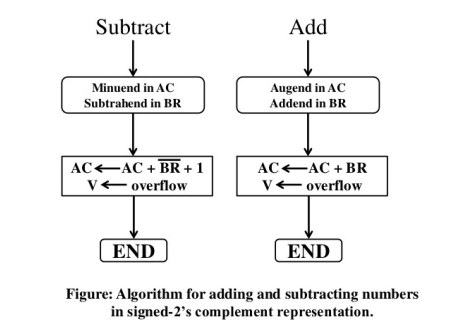 Subtract
Minuend in AC
Subtrahend in BR
AC ← AC + B̅R̅ + 1
V ← overflow
END
Add
Augend in AC
Addend in BR
AC ← AC + BR
V ← overflow
END
Figure: Algorithm for adding and subtracting numbers
in signed-2's complement representation.